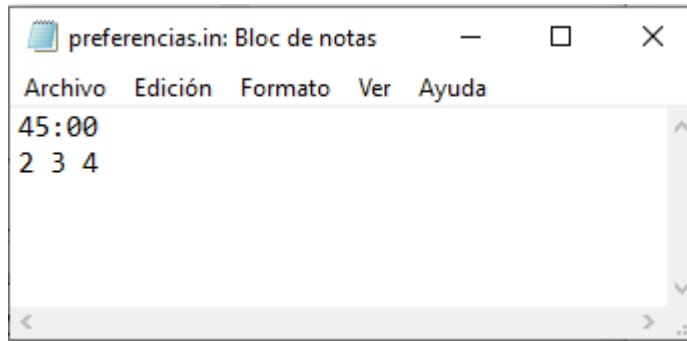 preferencias.in: Bloc de notas
Archivo Edición Formato Ver Ayuda
45:00
2 3 4